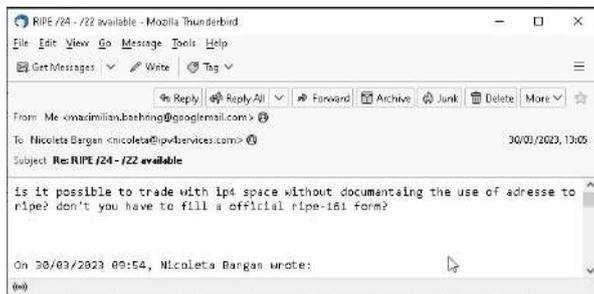 RIPE /24 - /22 available - Mozilla Thunderbird
File Edit View Go Message Tools Help
Get Messages Write Tag
Reply Reply All Forward Archive Junk Delete More
From Me <maximilian.baehring@googlemail.com>
To Nicoleta Bargan <nicoleta@ipv4services.com> 30/03/2023, 13:05
Subject Re: RIPE /24 - /22 available
is it possible to trade with ip4 space without documantaing the use of adresse to
ripe? don't you have to fill a official ripe-161 form?
On 30/03/2023 09:54, Nicoleta Bargan wrote: